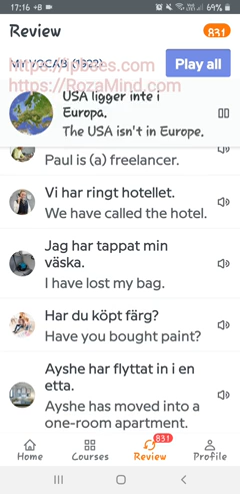 17:16 +8
69%
Review
831
MY VOCAB (1822)
Play all
https://ipeces.com
https://RozaMind.com
USA ligger inte i
Europa.
The USA isn't in Europe.
Paul is (a) freelancer.
Vi har ringt hotellet.
We have called the hotel.
Jag har tappat min
väska.
I have lost my bag.
Har du köpt färg?
Have you bought paint?
Ayshe har flyttat in i en
etta.
Ayshe has moved into a
one-room apartment.
831
Home
Courses
Review
Profile